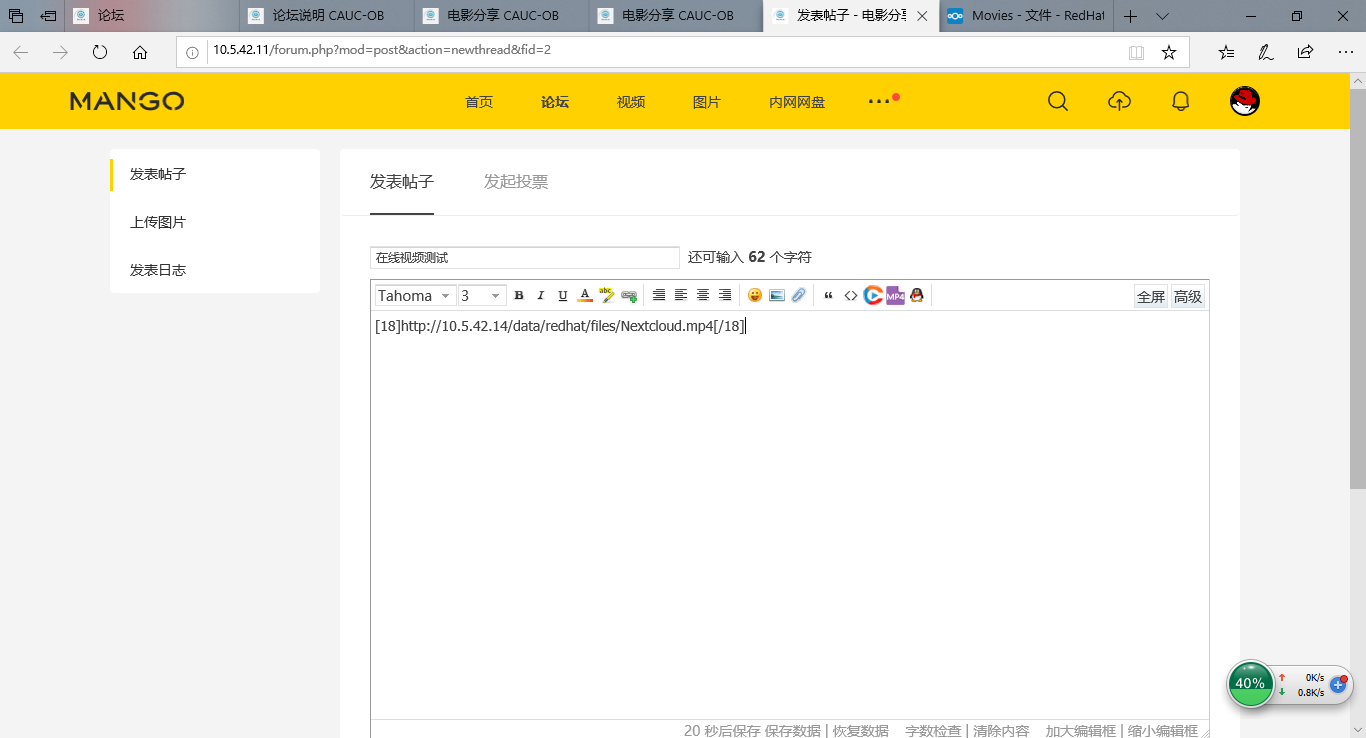 论坛
论坛说明 CAUC-OB
电影分享 CAUC-OB
电影分享 CAUC-OB
发表帖子 - 电影分享
Movies - 文件 - RedHat
10.5.42.11/forum.php?mod=post&action=newthread&fid=2
MANGO
首页
论坛
视频
图片
内网网盘
发表帖子
上传图片
发表日志
发表帖子
发起投票
在线视频测试
还可输入 62 个字符
Tahoma
3
B I U A abc
MP4
全屏
高级
[18]http://10.5.42.14/data/redhat/files/Nextcloud.mp4[/18]
20 秒后保存 保存数据 | 恢复数据 字数检查 | 清除内容 加大编辑框 | 缩小编辑框
40%
0K/s
0.8K/s